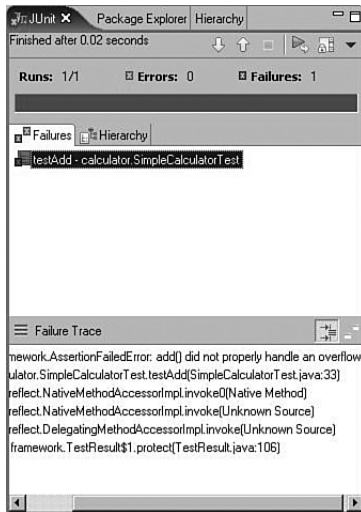 JUnit Package Explorer Hierarchy
Finished after 0.02 seconds
Runs: 1/1 Errors: 0 Failures: 1
Failures Hierarchy
testAdd - calculator.SimpleCalculatorTest
Failure Trace
mework.AssertionFailedError: add() did not properly handle an overflow
ulator.SimpleCalculatorTest.testAdd(SimpleCalculatorTest.java:33)
reflect.NativeMethodAccessorImpl.invoke0(Native Method)
reflect.NativeMethodAccessorImpl.invoke(Unknown Source)
reflect.DelegatingMethodAccessorImpl.invoke(Unknown Source)
framework.TestResult$1.protect(TestResult.java:106)